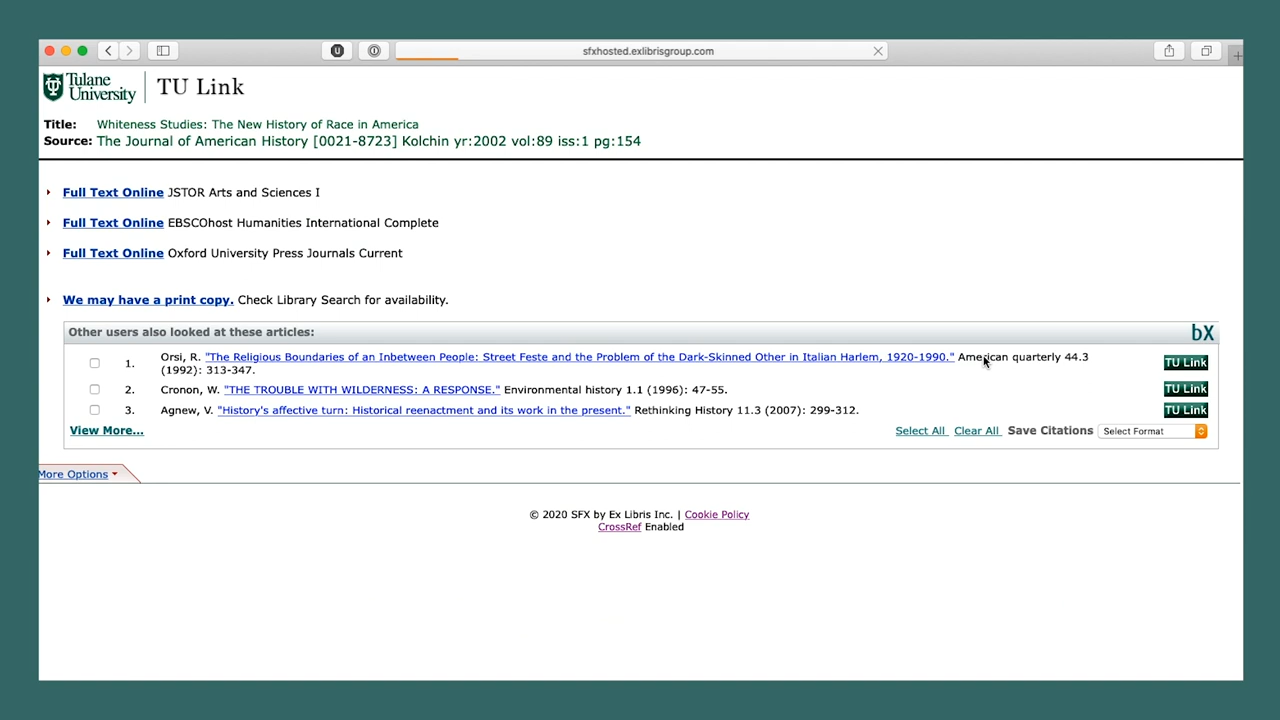 sfxhosted.exlibrisgroup.com
Tulane University
TU Link
Title: Whiteness Studies: The New History of Race in America
Source: The Journal of American History [0021-8723] Kolchin yr:2002 vol:89 iss:1 pg:154
Full Text Online JSTOR Arts and Sciences I
Full Text Online EBSCOhost Humanities International Complete
Full Text Online Oxford University Press Journals Current
We may have a print copy. Check Library Search for availability.
Other users also looked at these articles: bX
1. Orsi, R. "The Religious Boundaries of an Inbetween People: Street Feste and the Problem of the Dark-Skinned Other in Italian Harlem, 1920-1990." American quarterly 44.3 TU Link
(1992): 313-347.
2. Cronon, W. "THE TROUBLE WITH WILDERNESS: A RESPONSE." Environmental history 1.1 (1996): 47-55. TU Link
3. Agnew, V. "History's affective turn: Historical reenactment and its work in the present." Rethinking History 11.3 (2007): 299-312. TU Link
View More... Select All Clear All Save Citations Select Format
More Options
© 2020 SFX by Ex Libris Inc. | Cookie Policy
CrossRef Enabled